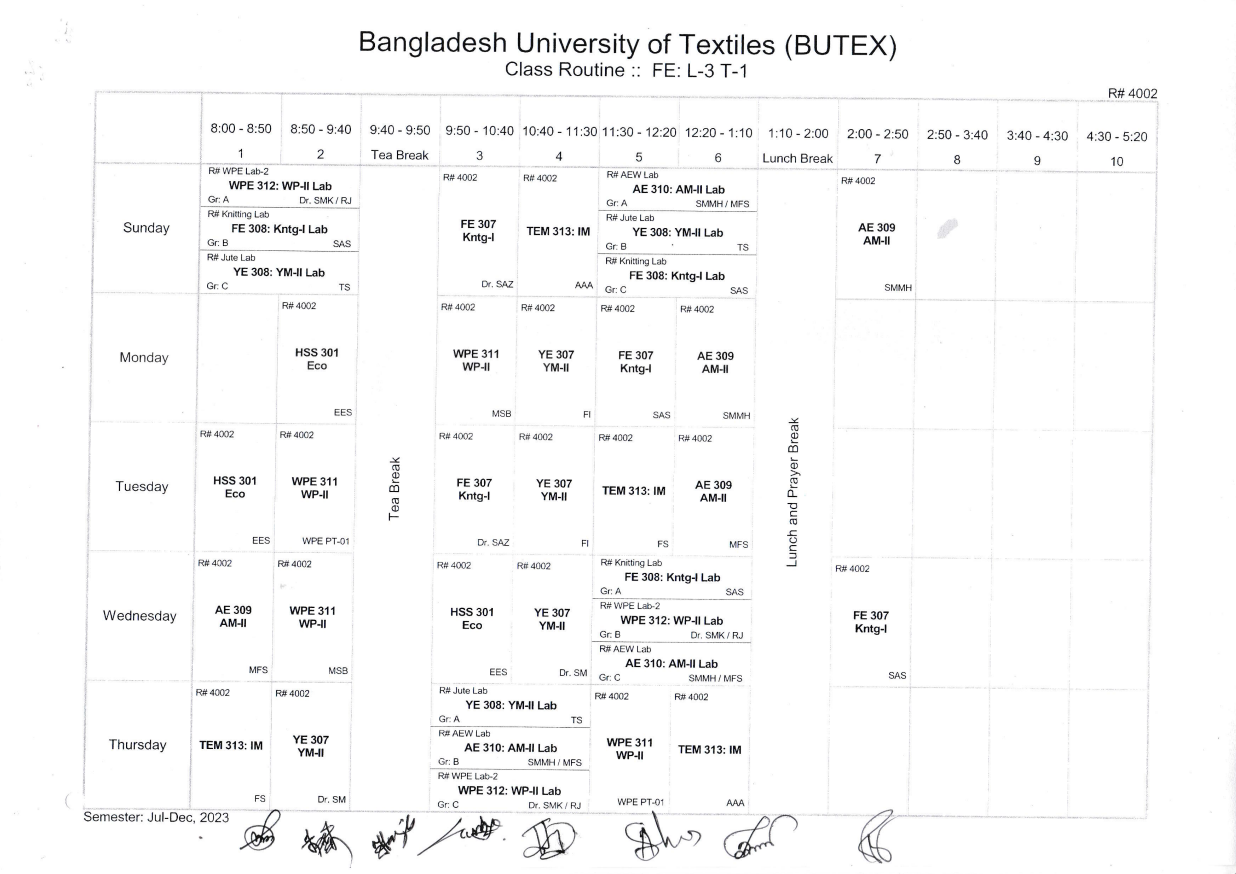 Bangladesh University of Textiles (BUTEX)
Class Routine :: FE: L-3 T-1
R# 4002
8:00 - 8:50 8:50 - 9:40 9:40 - 9:50 9:50 - 10:40 10:40 - 11:30 11:30 - 12:20 12:20 - 1:10 1:10 - 2:00 2:00 - 2:50 2:50 - 3:40 3:40 - 4:30 4:30 - 5:20
1 2 Tea Break 3 4 5 6 Lunch Break 7 8 9 10
Sunday
R# WPE Lab-2
WPE 312: WP-II Lab
Gr: A Dr. SMK / RJ
R# Knitting Lab
FE 308: Kntg-I Lab
Gr: B SAS
R# Jute Lab
YE 308: YM-II Lab
Gr: C TS
R# 4002
FE 307
Kntg-I
Dr. SAZ
R# 4002
TEM 313: IM
AAA
R# AEW Lab
AE 310: AM-II Lab
Gr: A SMMH / MFS
R# Jute Lab
YE 308: YM-II Lab
Gr: B TS
R# Knitting Lab
FE 308: Kntg-I Lab
Gr: C SAS
R# 4002
AE 309
AM-II
SMMH
Monday
R# 4002
HSS 301
Eco
EES
R# 4002
WPE 311
WP-II
MSB
R# 4002
YE 307
YM-II
FI
R# 4002
FE 307
Kntg-I
SAS
R# 4002
AE 309
AM-II
SMMH
Tuesday
R# 4002
HSS 301
Eco
EES
R# 4002
WPE 311
WP-II
WPE PT-01
Tea Break
R# 4002
FE 307
Kntg-I
Dr. SAZ
R# 4002
YE 307
YM-II
FI
R# 4002
TEM 313: IM
FS
R# 4002
AE 309
AM-II
MFS
Lunch and Prayer Break
Wednesday
R# 4002
AE 309
AM-II
MFS
R# 4002
WPE 311
WP-II
MSB
R# 4002
HSS 301
Eco
EES
R# 4002
YE 307
YM-II
Dr. SM
R# Knitting Lab
FE 308: Kntg-I Lab
Gr: A SAS
R# WPE Lab-2
WPE 312: WP-II Lab
Gr: B Dr. SMK / RJ
R# AEW Lab
AE 310: AM-II Lab
Gr: C SMMH / MFS
R# 4002
FE 307
Kntg-I
SAS
Thursday
R# 4002
TEM 313: IM
FS
R# 4002
YE 307
YM-II
Dr. SM
R# Jute Lab
YE 308: YM-II Lab
Gr: A TS
R# AEW Lab
AE 310: AM-II Lab
Gr: B SMMH / MFS
R# WPE Lab-2
WPE 312: WP-II Lab
Gr: C Dr. SMK / RJ
R# 4002
WPE 311
WP-II
WPE PT-01
R# 4002
TEM 313: IM
AAA
Semester: Jul-Dec, 2023